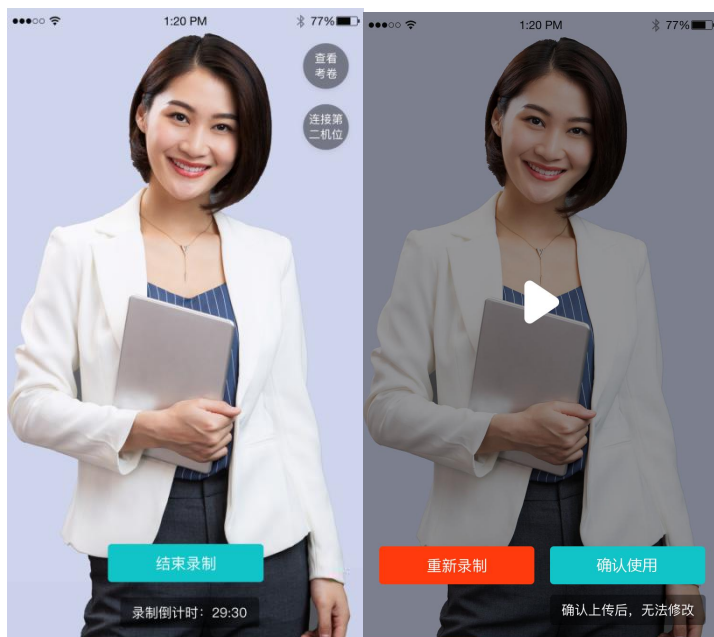 1:20 PM
77%
查看
考卷
连接第
二机位
结束录制
录制倒计时：29:30
1:20 PM
77%
重新录制
确认使用
确认上传后，无法修改